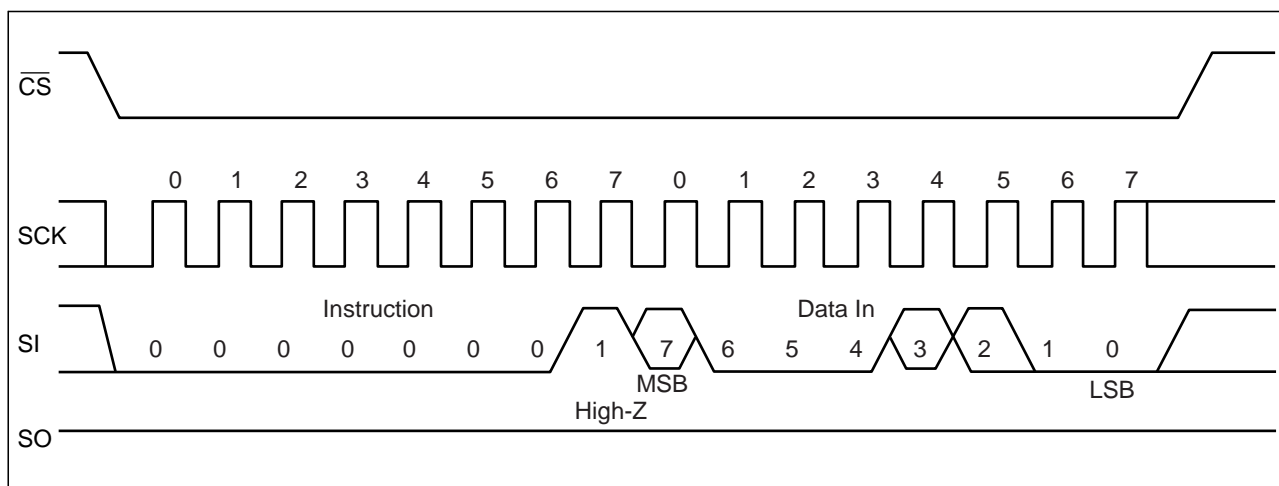 CS
0 1 2 3 4 5 6 7 0 1 2 3 4 5 6 7
SCK
Instruction Data In
SI 0 0 0 0 0 0 0 1 7 6 5 4 3 2 1 0
MSB LSB
High-Z
SO